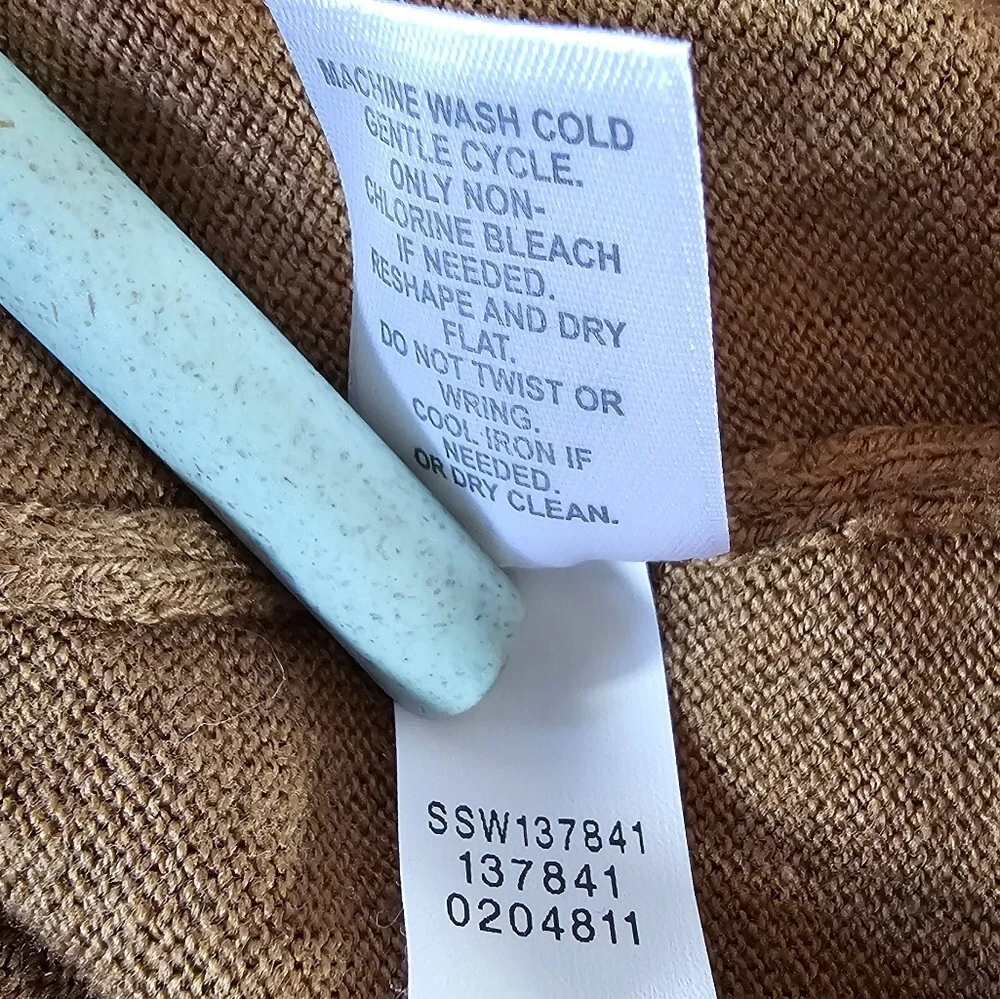 MACHINE WASH COLD
GENTLE CYCLE.
ONLY NON-
CHLORINE BLEACH
IF NEEDED.
RESHAPE AND DRY
FLAT.
DO NOT TWIST OR
WRING.
COOL IRON IF
NEEDED.
OR DRY CLEAN.
SSW137841
137841
0204811